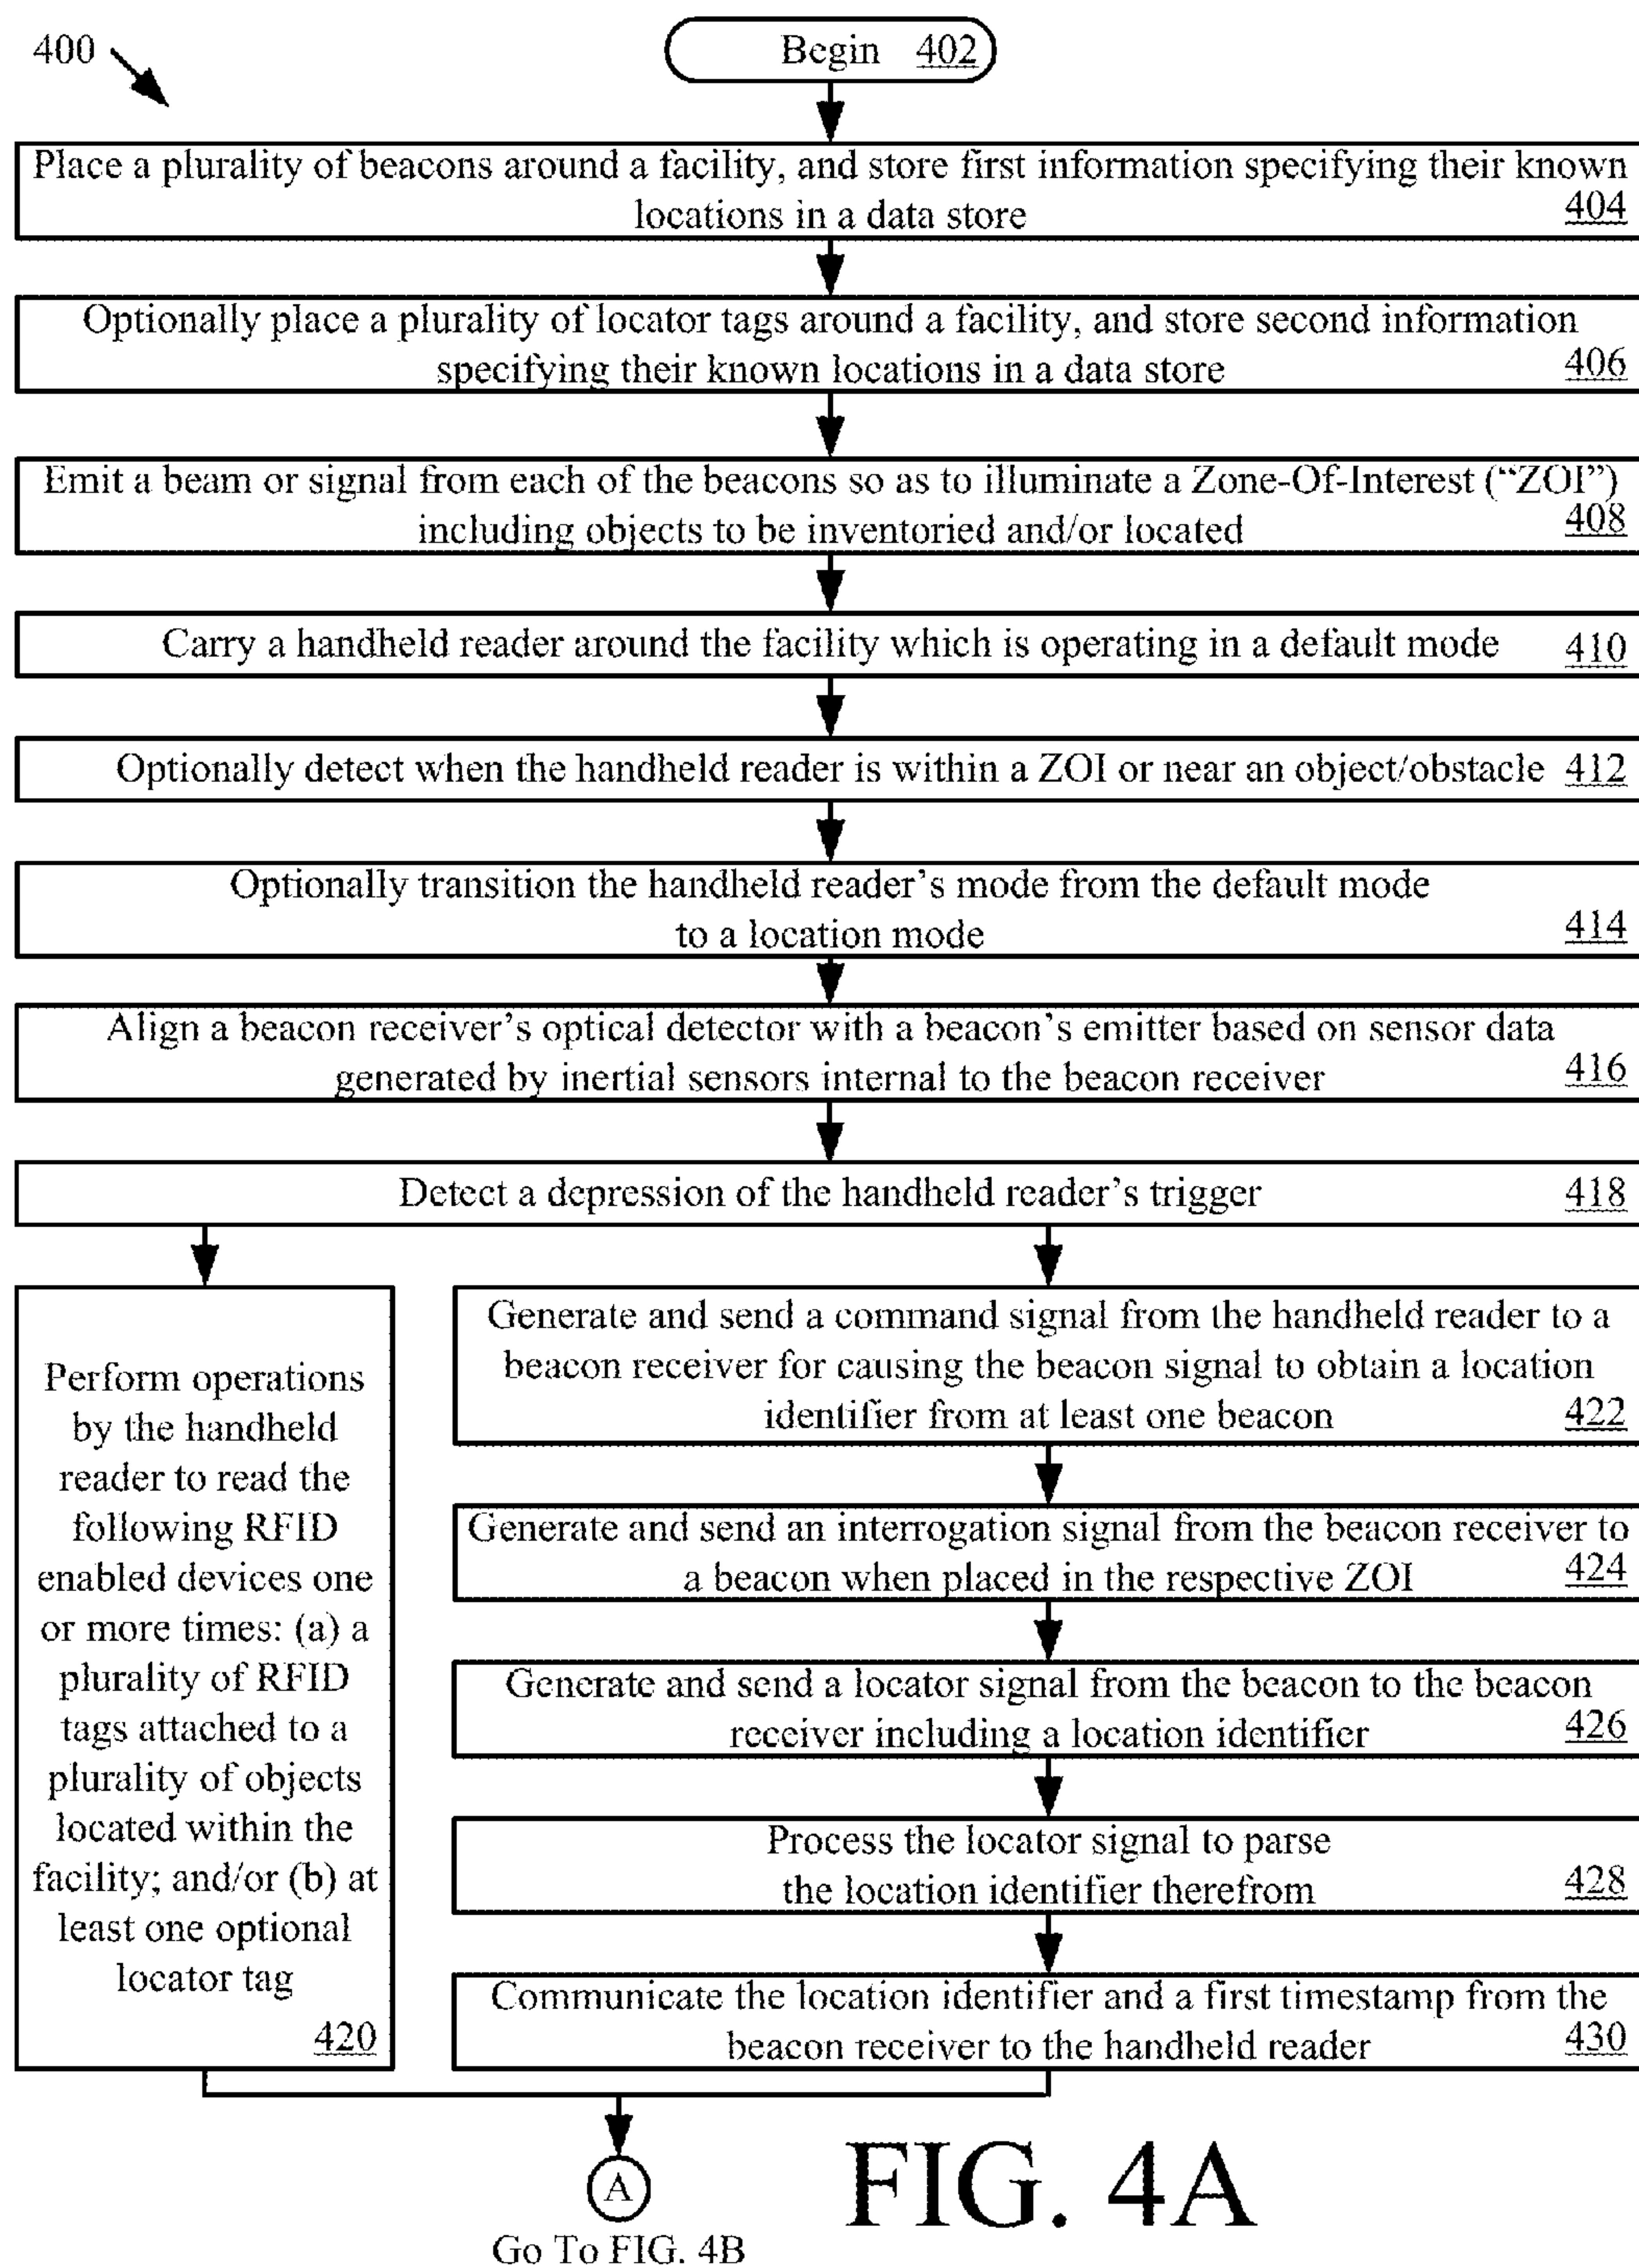 400
Begin 402
Place a plurality of beacons around a facility, and store first information specifying their known
locations in a data store 404
Optionally place a plurality of locator tags around a facility, and store second information
specifying their known locations in a data store 406
Emit a beam or signal from each of the beacons so as to illuminate a Zone-Of-Interest (“ZOI”)
including objects to be inventoried and/or located 408
Carry a handheld reader around the facility which is operating in a default mode 410
Optionally detect when the handheld reader is within a ZOI or near an object/obstacle 412
Optionally transition the handheld reader’s mode from the default mode
to a location mode 414
Align a beacon receiver’s optical detector with a beacon’s emitter based on sensor data
generated by inertial sensors internal to the beacon receiver 416
Detect a depression of the handheld reader’s trigger 418
Perform operations
by the handheld
reader to read the
following RFID
enabled devices one
or more times: (a) a
plurality of RFID
tags attached to a
plurality of objects
located within the
facility; and/or (b) at
least one optional
locator tag
420
Generate and send a command signal from the handheld reader to a
beacon receiver for causing the beacon signal to obtain a location
identifier from at least one beacon 422
Generate and send an interrogation signal from the beacon receiver to
a beacon when placed in the respective ZOI 424
Generate and send a locator signal from the beacon to the beacon
receiver including a location identifier 426
Process the locator signal to parse
the location identifier therefrom 428
Communicate the location identifier and a first timestamp from the
beacon receiver to the handheld reader 430
A
Go To FIG. 4B
FIG. 4A